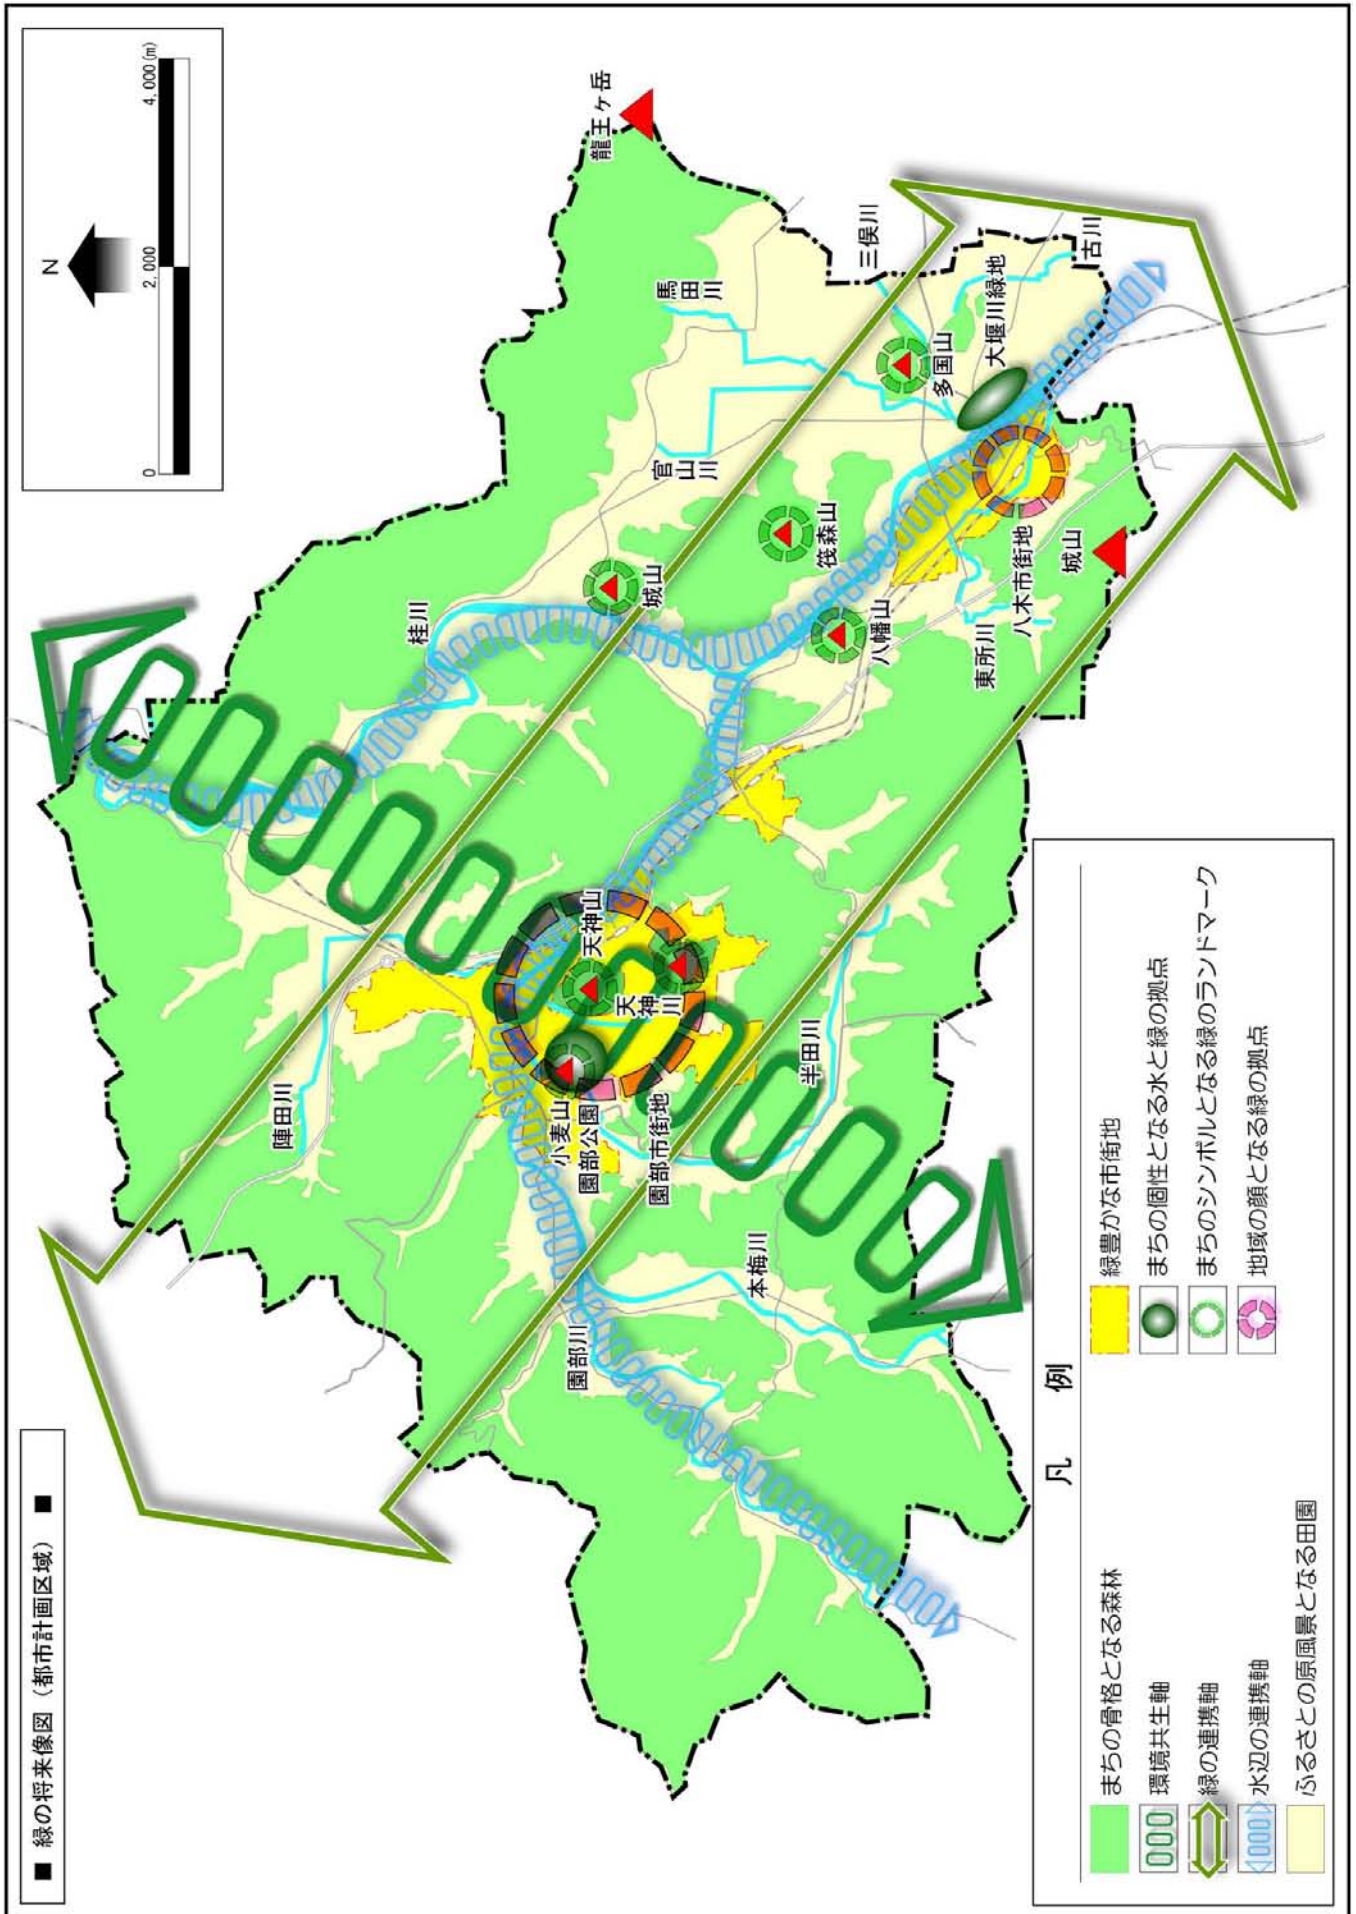 ■ 緑の将来像図（都市計画区域） ■
N
0
2,000
4,000(m)
龍王ヶ岳
桂川
城山
官山川
馬田川
三俣川
多国山
筏森山
大堰川緑地
古川
八幡山
東所川
八木市街地
城山
陣田川
天神山
天神川
小麦山
園部公園
園部市街地
半田川
園部川
本梅川
凡 例
まちの骨格となる森林
環境共生軸
緑の連携軸
水辺の連携軸
ふるさとの原風景となる田園
緑豊かな市街地
まちの個性となる水と緑の拠点
まちのシンボルとなる緑のランドマーク
地域の顔となる緑の拠点